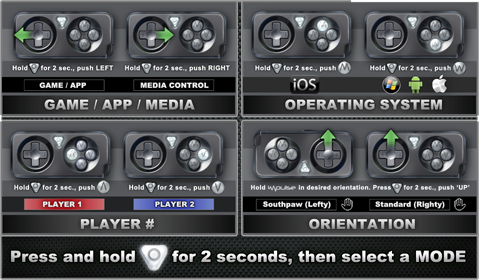 Hold for 2 sec., push LEFT
Hold for 2 sec., push RIGHT
GAME / APP
MEDIA CONTROL
GAME / APP / MEDIA
Hold for 2 sec., push M
Hold for 2 sec., push W
iOS
OPERATING SYSTEM
Hold for 2 sec., push A
Hold for 2 sec., push V
PLAYER 1
PLAYER 2
PLAYER #
Hold iMpulse in desired orientation. Press for 2 sec., push 'UP'
Southpaw (Lefty)
Standard (Righty)
ORIENTATION
Press and hold for 2 seconds, then select a MODE